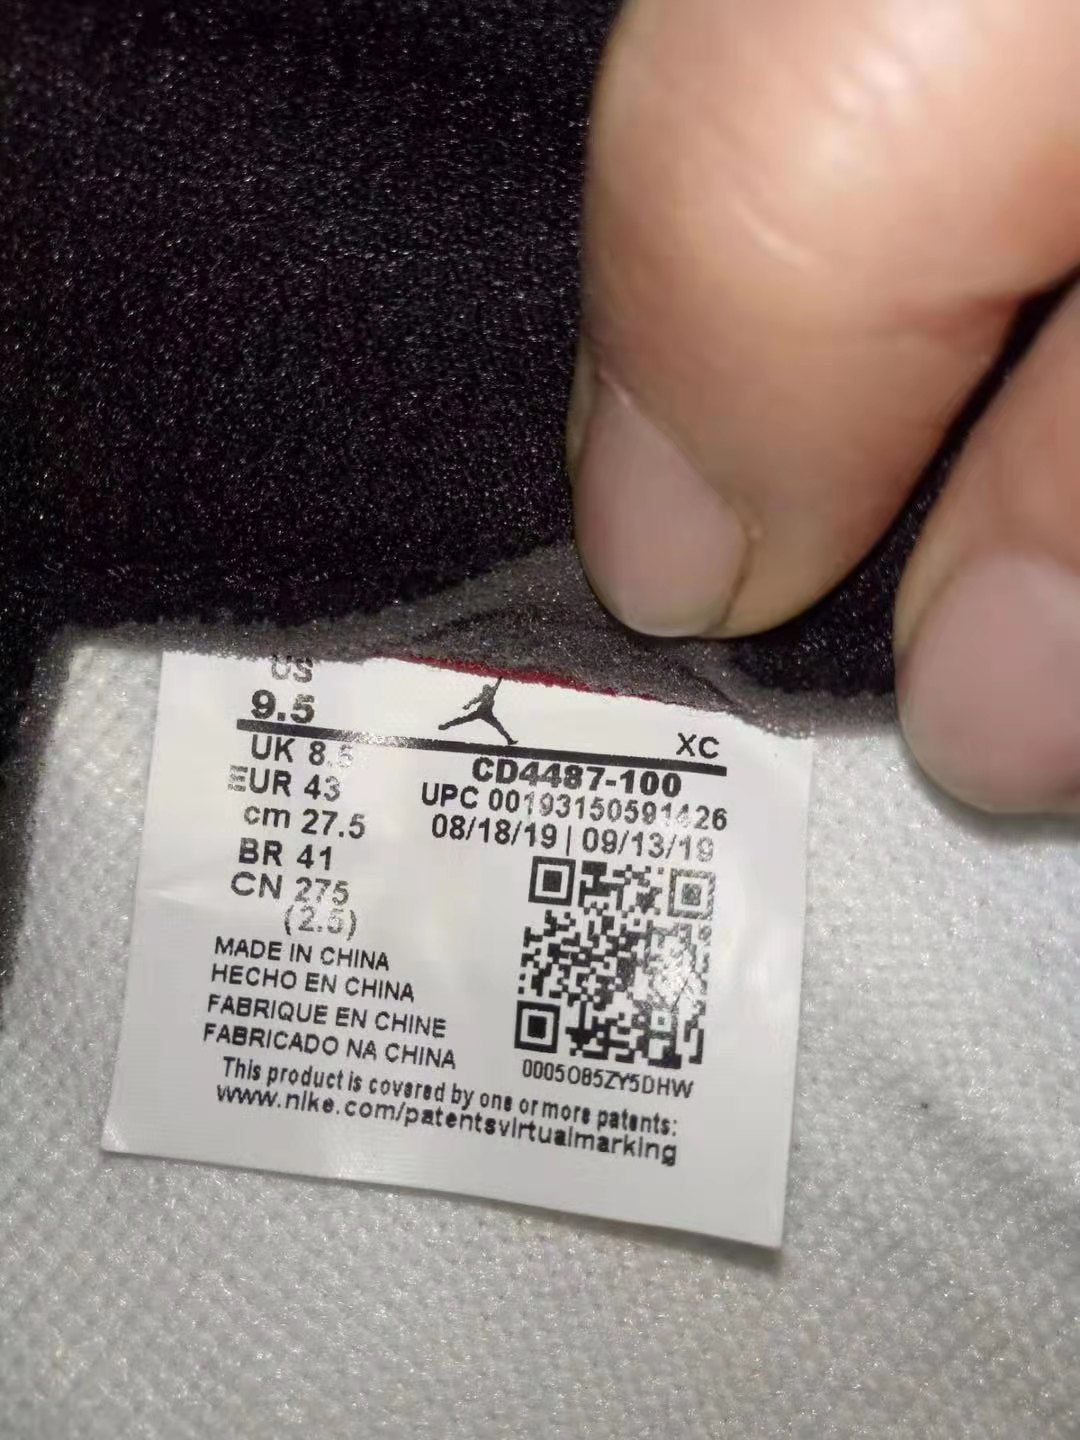 US
9.5
XC
UK 8.5
EUR 43
cm 27.5
BR 41
CN 275
(2.5)
CD4487-100
UPC 00193150591426
08/18/19 | 09/13/19
MADE IN CHINA
HECHO EN CHINA
FABRIQUE EN CHINE
FABRICADO NA CHINA
0005O85ZY5DHW
This product is covered by one or more patents:
www.nike.com/patentsvirtualmarking